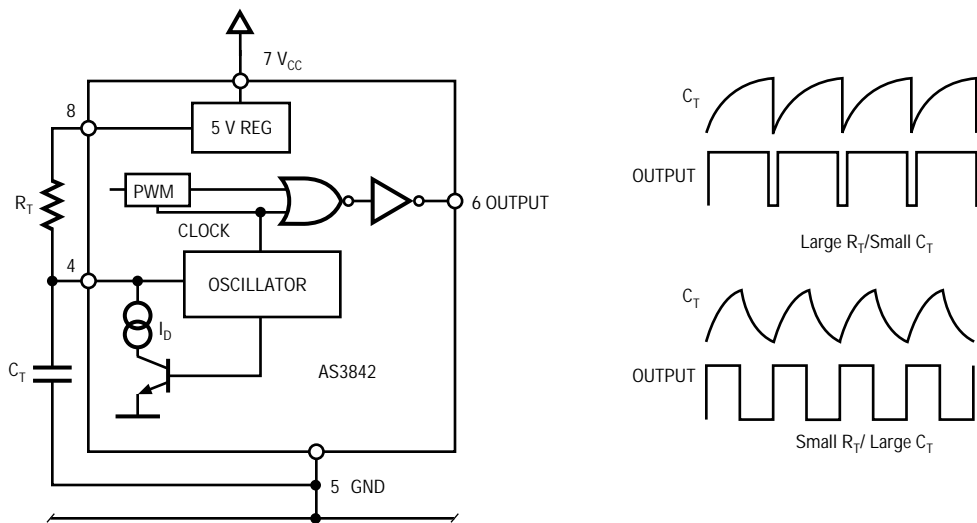 7 V_CC
8
5 V REG
PWM
R_T
CLOCK
6 OUTPUT
4
OSCILLATOR
I_D
C_T
AS3842
5 GND
C_T
OUTPUT
Large R_T/Small C_T
C_T
OUTPUT
Small R_T/ Large C_T